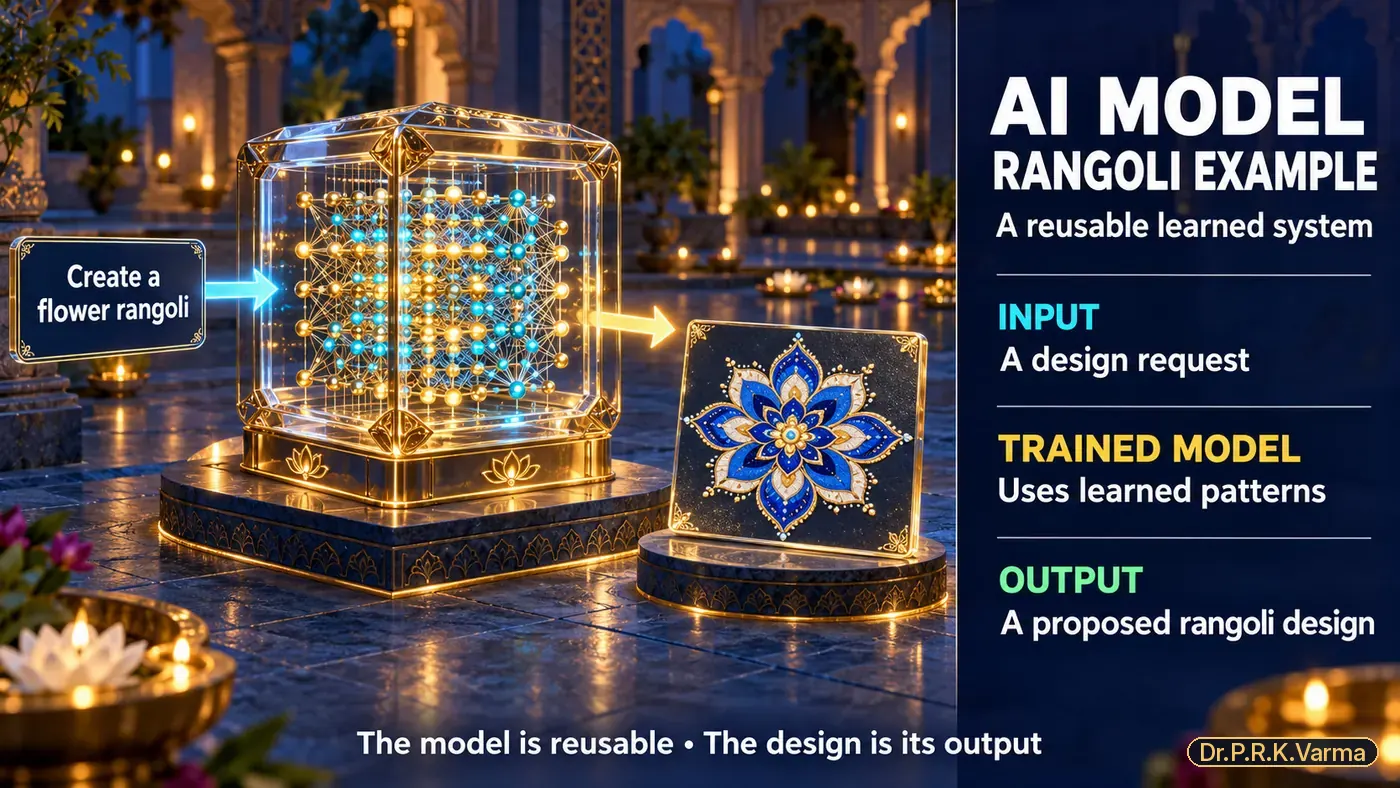 Create a
flower rangoli
AI MODEL
RANGOLI EXAMPLE
A reusable learned system
INPUT
A design request
TRAINED MODEL
Uses learned patterns
OUTPUT
A proposed rangoli design
The model is reusable • The design is its output
Dr.P.R.K.Varma